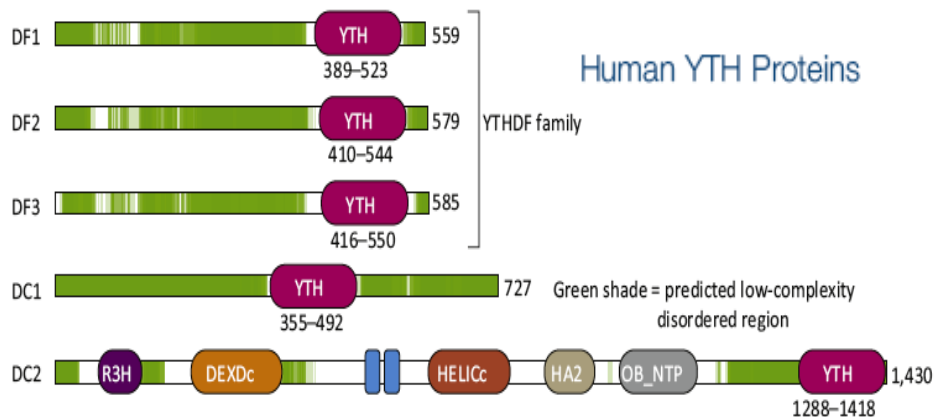 Human YTH Proteins
DF1 YTH 559
389–523
DF2 YTH 579
410–544
YTHDF family
DF3 YTH 585
416–550
DC1 YTH 727
355–492
Green shade = predicted low-complexity
disordered region
DC2 R3H DEXDc HELICc HA2 OB_NTP YTH 1,430
1288–1418